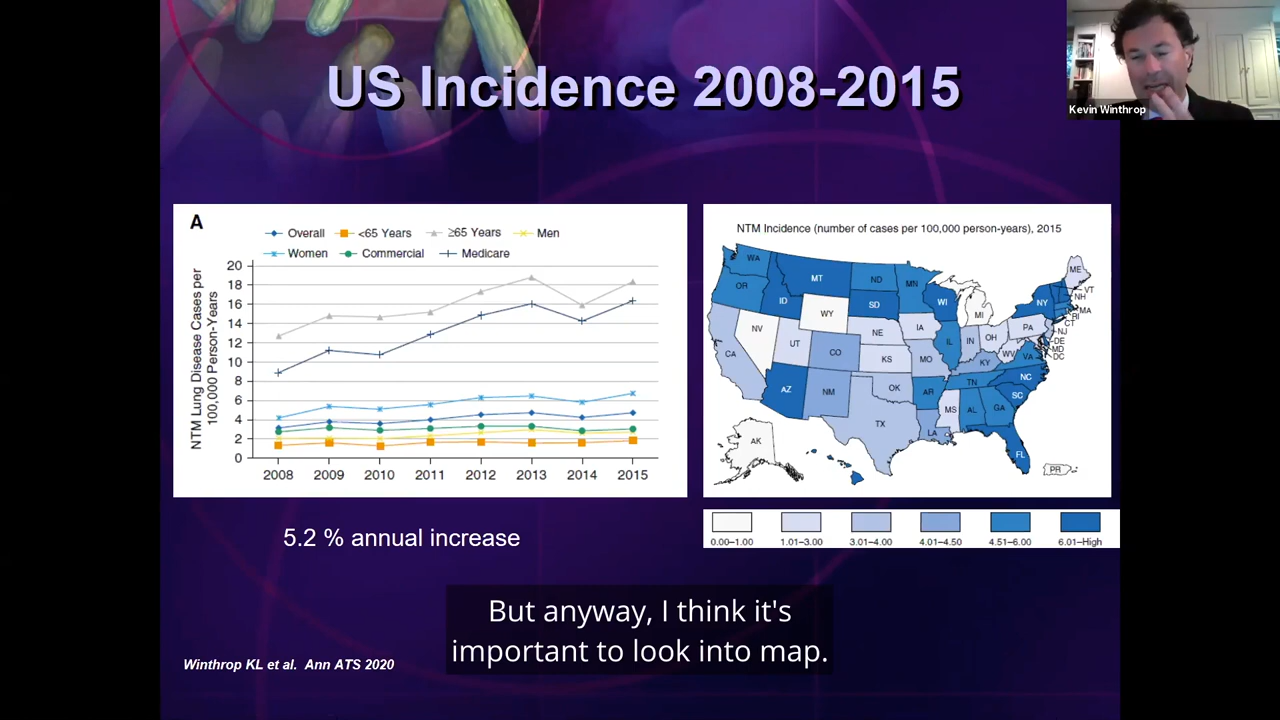 US Incidence 2008-2015
Kevin Winthrop
A
Overall <65 Years ≥65 Years Men
Women Commercial Medicare
NTM Lung Disease Cases per
100,000 Person-Years
20
18
16
14
12
10
8
6
4
2
0
2008 2009 2010 2011 2012 2013 2014 2015
5.2 % annual increase
NTM Incidence (number of cases per 100,000 person-years), 2015
WA
MT
ND
MN
ME
OR
ID
SD
WI
NY
VT
NH
MA
RI
CT
WY
MI
NV
UT
NE
IA
IL
IN
OH
PA
NJ
DE
MD
DC
CA
CO
KS
MO
KY
WV
VA
AZ
NM
OK
AR
TN
NC
SC
TX
LA
MS
AL
GA
FL
AK
PR
0.00–1.00 1.01–3.00 3.01–4.00 4.01–4.50 4.51–6.00 6.01–High
But anyway, I think it's
important to look into map.
Winthrop KL et al. Ann ATS 2020